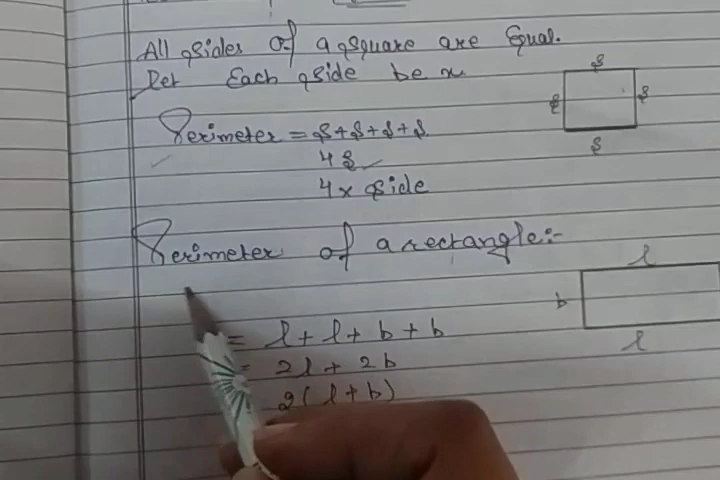 All sides of a square are Equal.
Let Each side be x
Perimeter = s+s+s+s
4s
4 x side
s
s
s
s
Perimeter of a rectangle:-
= l + l + b + b
= 2l + 2b
2(l+b)
l
b
l